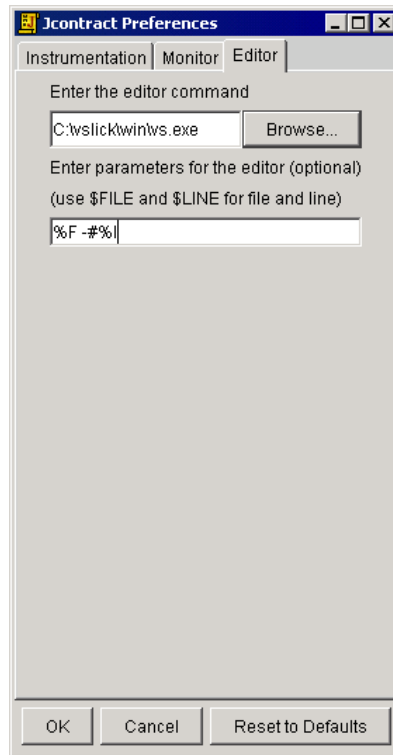 Jcontract Preferences
Instrumentation Monitor Editor
Enter the editor command
C:\vslick\win\vs.exe Browse...
Enter parameters for the editor (optional)
(use $FILE and $LINE for file and line)
%F -#%l
OK Cancel Reset to Defaults